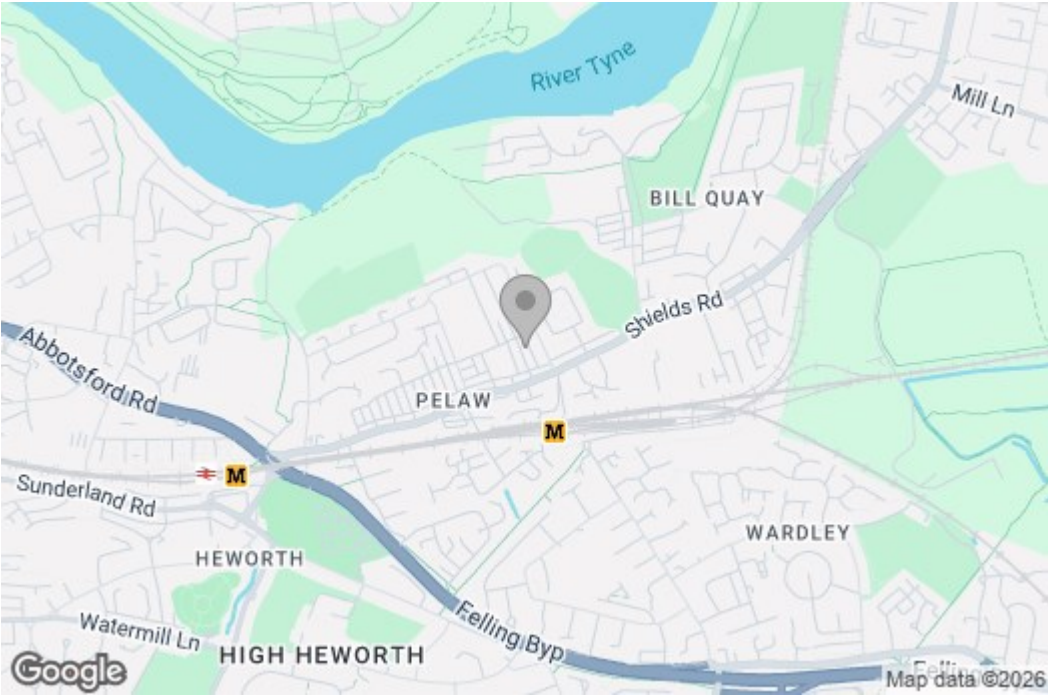 River Tyne
Mill Ln
BILL QUAY
Shields Rd
Abbotsford Rd
PELAW
M
M
Sunderland Rd
WARDLEY
HEWORTH
Felling Byp
Watermill Ln
HIGH HEWORTH
Felling
Google
Map data ©2026